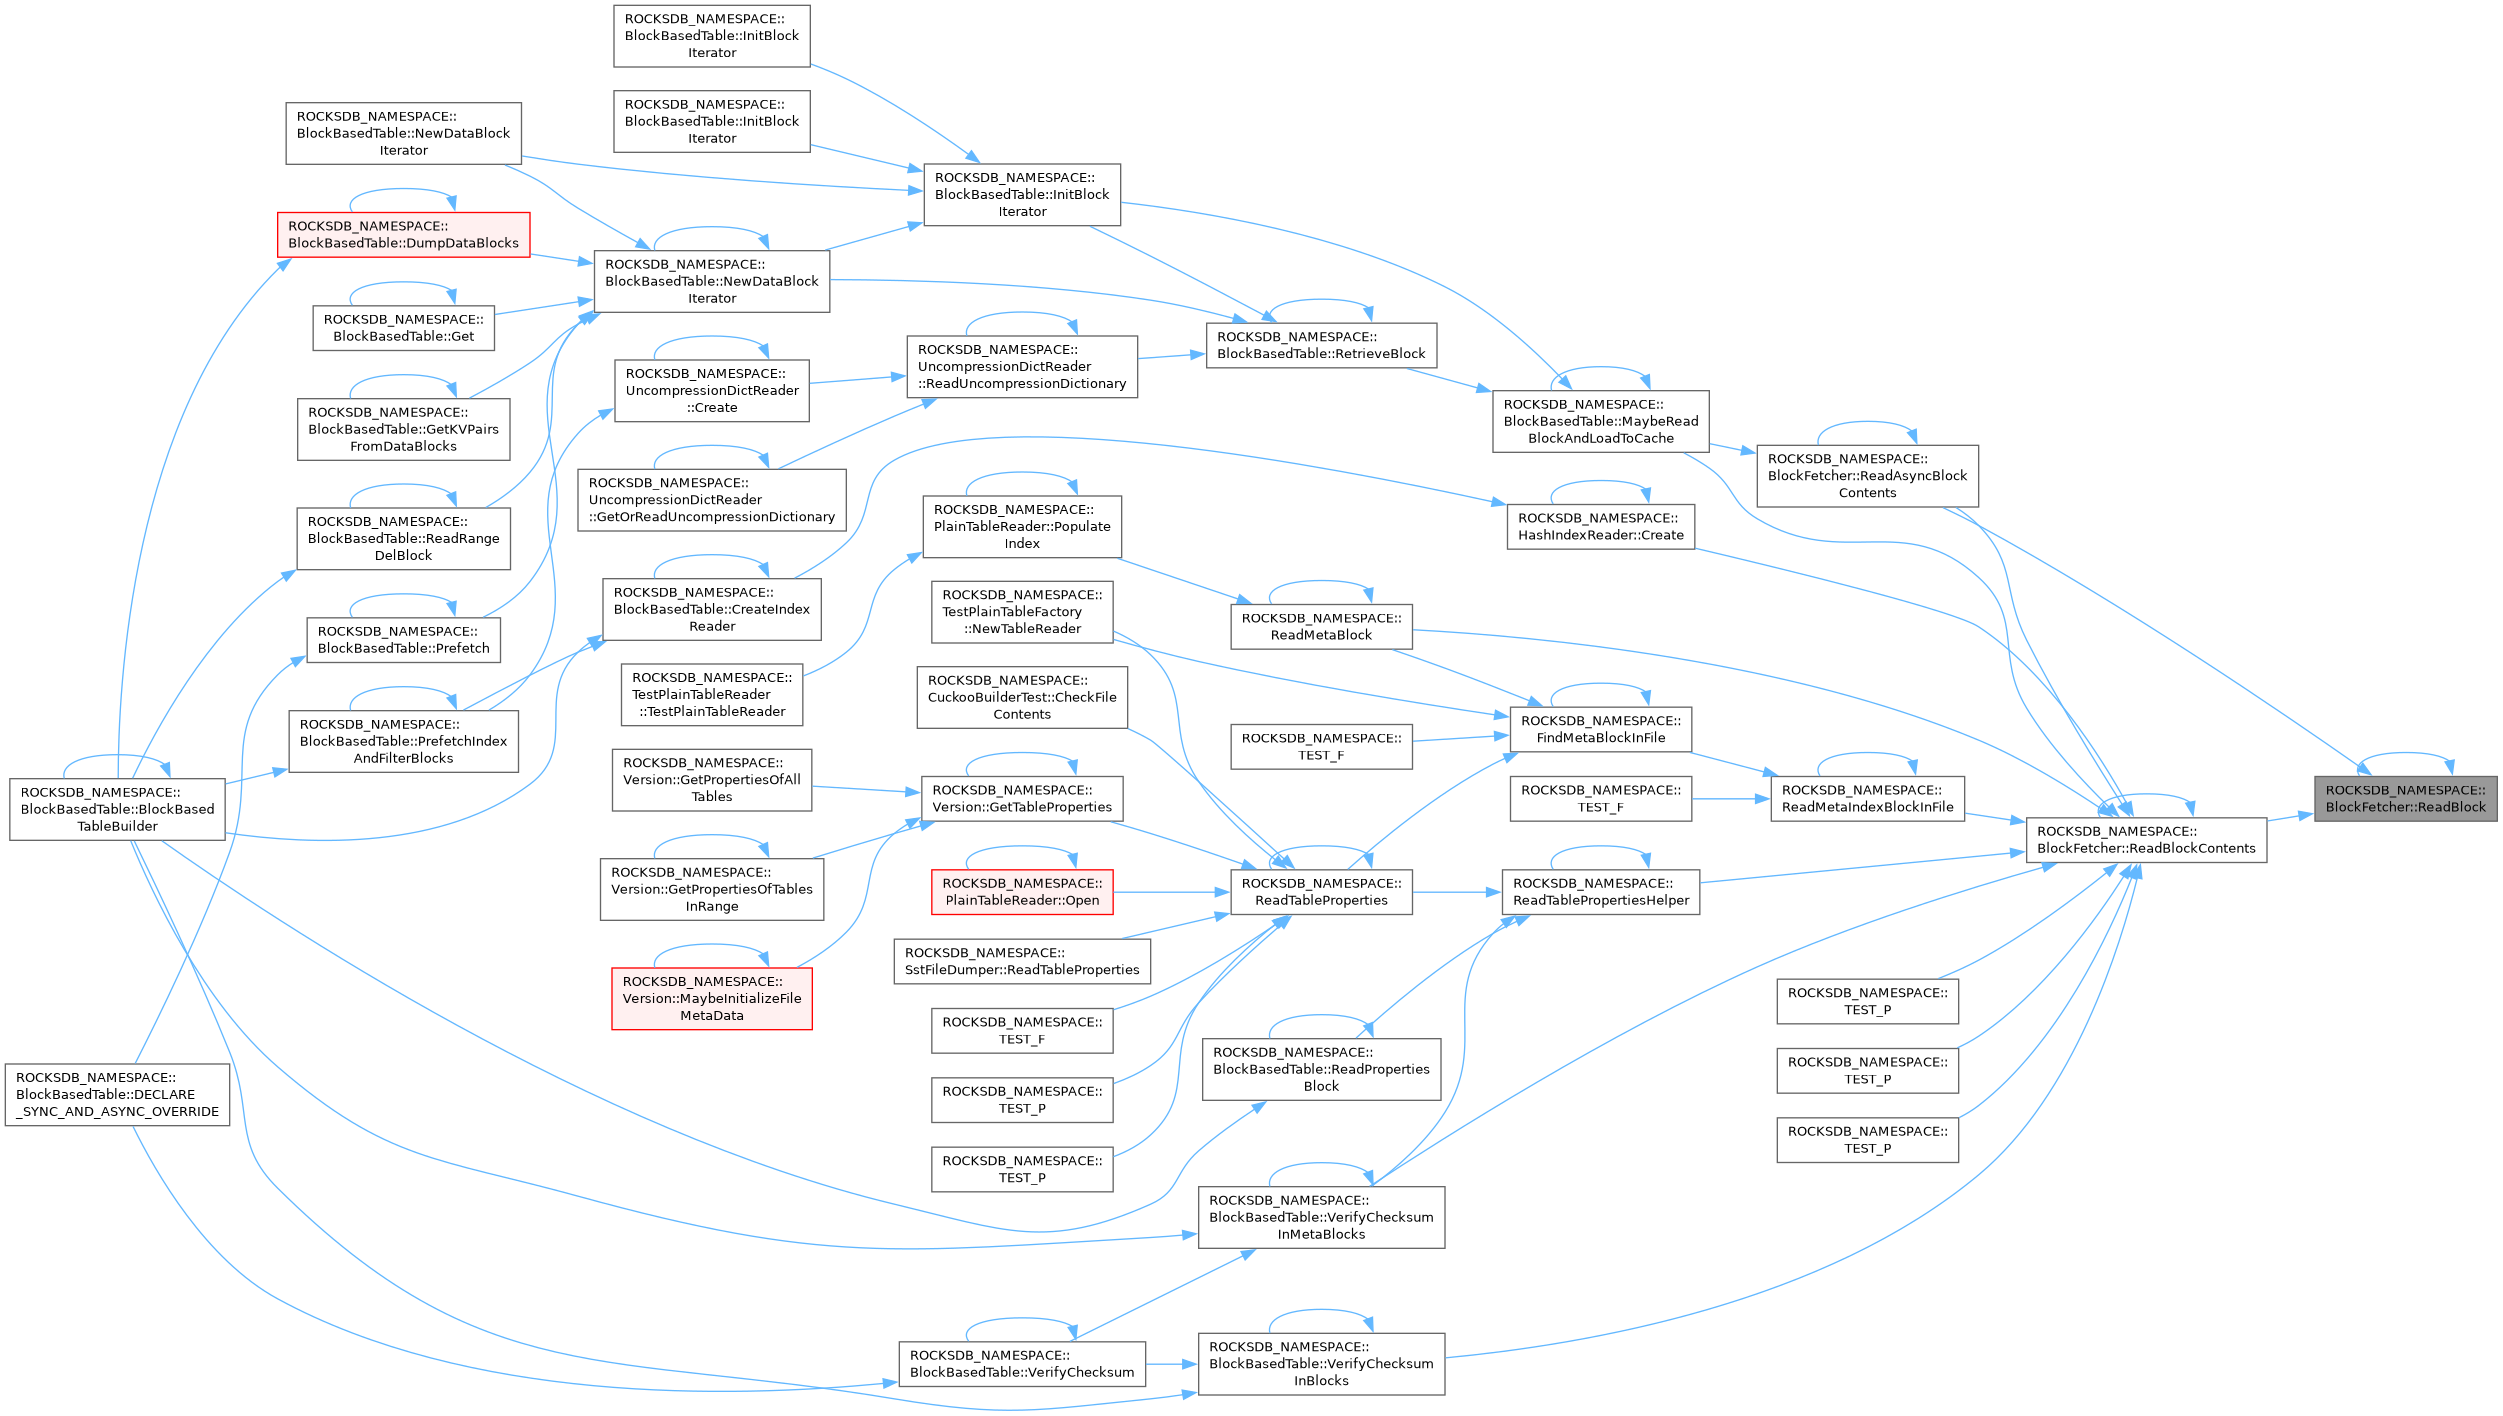 ROCKSDB_NAMESPACE::
BlockBasedTable::InitBlock
Iterator
ROCKSDB_NAMESPACE::
BlockBasedTable::InitBlock
Iterator
ROCKSDB_NAMESPACE::
BlockBasedTable::NewDataBlock
Iterator
ROCKSDB_NAMESPACE::
BlockBasedTable::InitBlock
Iterator
ROCKSDB_NAMESPACE::
BlockBasedTable::DumpDataBlocks
ROCKSDB_NAMESPACE::
BlockBasedTable::NewDataBlock
Iterator
ROCKSDB_NAMESPACE::
BlockBasedTable::Get
ROCKSDB_NAMESPACE::
BlockBasedTable::RetrieveBlock
ROCKSDB_NAMESPACE::
UncompressionDictReader
::ReadUncompressionDictionary
ROCKSDB_NAMESPACE::
UncompressionDictReader
::Create
ROCKSDB_NAMESPACE::
BlockBasedTable::MaybeRead
BlockAndLoadToCache
ROCKSDB_NAMESPACE::
BlockBasedTable::GetKVPairs
FromDataBlocks
ROCKSDB_NAMESPACE::
BlockFetcher::ReadAsyncBlock
Contents
ROCKSDB_NAMESPACE::
UncompressionDictReader
::GetOrReadUncompressionDictionary
ROCKSDB_NAMESPACE::
PlainTableReader::Populate
Index
ROCKSDB_NAMESPACE::
HashIndexReader::Create
ROCKSDB_NAMESPACE::
BlockBasedTable::ReadRange
DelBlock
ROCKSDB_NAMESPACE::
BlockBasedTable::CreateIndex
Reader
ROCKSDB_NAMESPACE::
TestPlainTableFactory
::NewTableReader
ROCKSDB_NAMESPACE::
ReadMetaBlock
ROCKSDB_NAMESPACE::
BlockBasedTable::Prefetch
ROCKSDB_NAMESPACE::
TestPlainTableReader
::TestPlainTableReader
ROCKSDB_NAMESPACE::
CuckooBuilderTest::CheckFile
Contents
ROCKSDB_NAMESPACE::
BlockBasedTable::PrefetchIndex
AndFilterBlocks
ROCKSDB_NAMESPACE::
FindMetaBlockInFile
ROCKSDB_NAMESPACE::
TEST_F
ROCKSDB_NAMESPACE::
Version::GetPropertiesOfAll
Tables
ROCKSDB_NAMESPACE::
BlockBasedTable::BlockBased
TableBuilder
ROCKSDB_NAMESPACE::
Version::GetTableProperties
ROCKSDB_NAMESPACE::
TEST_F
ROCKSDB_NAMESPACE::
ReadMetaIndexBlockInFile
ROCKSDB_NAMESPACE::
BlockFetcher::ReadBlock
ROCKSDB_NAMESPACE::
BlockFetcher::ReadBlockContents
ROCKSDB_NAMESPACE::
Version::GetPropertiesOfTables
InRange
ROCKSDB_NAMESPACE::
PlainTableReader::Open
ROCKSDB_NAMESPACE::
ReadTableProperties
ROCKSDB_NAMESPACE::
ReadTablePropertiesHelper
ROCKSDB_NAMESPACE::
SstFileDumper::ReadTableProperties
ROCKSDB_NAMESPACE::
Version::MaybeInitializeFile
MetaData
ROCKSDB_NAMESPACE::
TEST_P
ROCKSDB_NAMESPACE::
TEST_F
ROCKSDB_NAMESPACE::
BlockBasedTable::ReadProperties
Block
ROCKSDB_NAMESPACE::
TEST_P
ROCKSDB_NAMESPACE::
BlockBasedTable::DECLARE
_SYNC_AND_ASYNC_OVERRIDE
ROCKSDB_NAMESPACE::
TEST_P
ROCKSDB_NAMESPACE::
TEST_P
ROCKSDB_NAMESPACE::
TEST_P
ROCKSDB_NAMESPACE::
BlockBasedTable::VerifyChecksum
InMetaBlocks
ROCKSDB_NAMESPACE::
BlockBasedTable::VerifyChecksum
ROCKSDB_NAMESPACE::
BlockBasedTable::VerifyChecksum
InBlocks